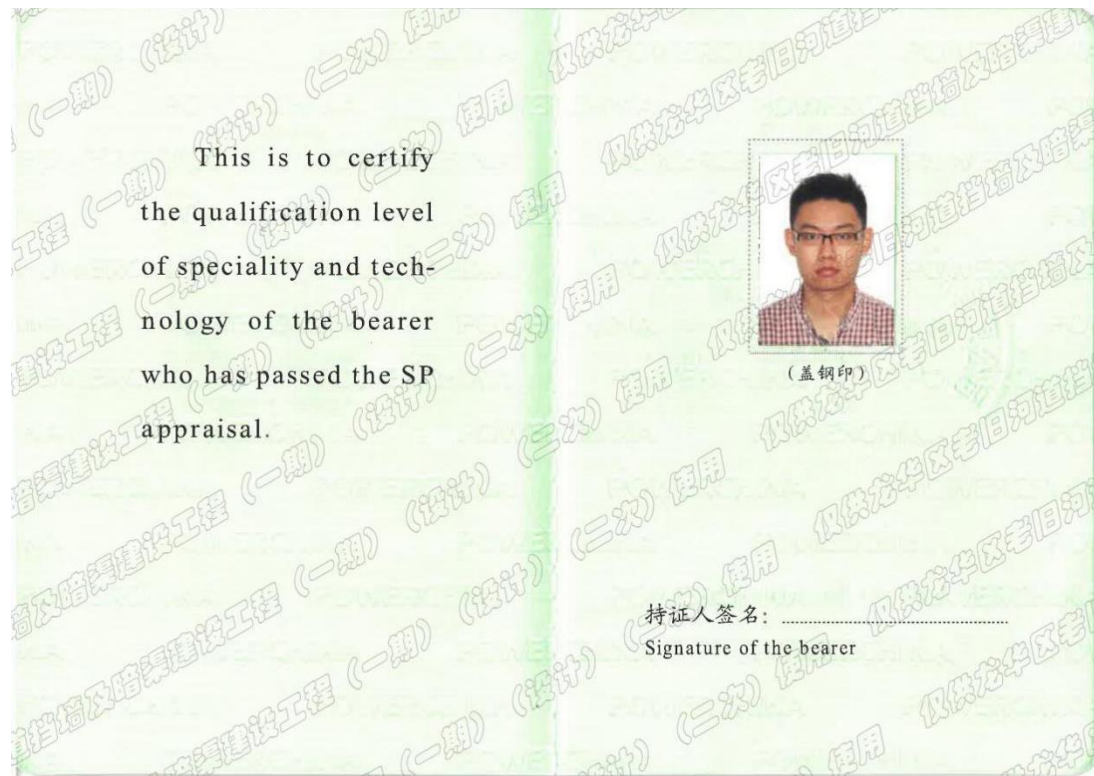 This is to certify
the qualification level
of speciality and tech-
nology of the bearer
who has passed the SP
appraisal.
(盖钢印)
持证人签名：
Signature of the bearer
仅供龙华区老旧河道挡墙及暗渠建设工程（一期）（设计）（二次）使用